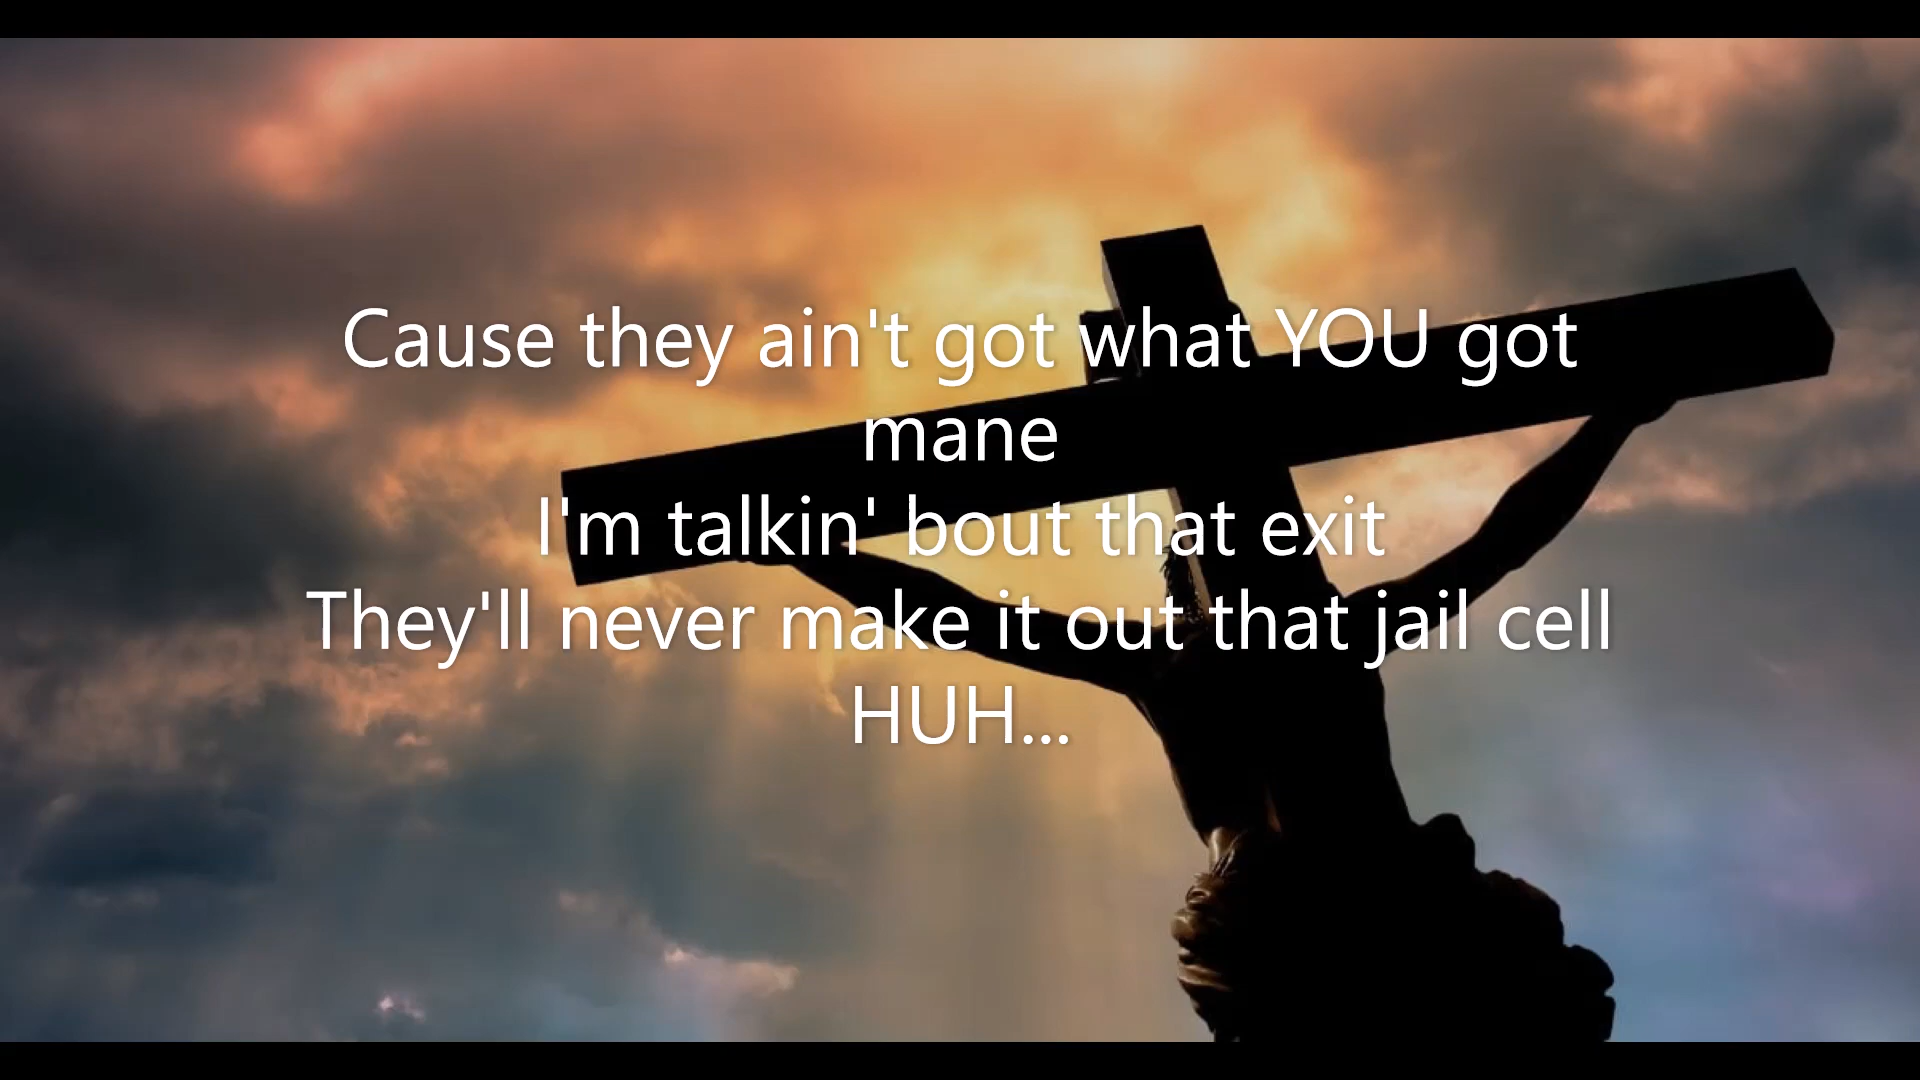 Cause they ain't got what YOU got
mane
I'm talkin' bout that exit
They'll never make it out that jail cell
HUH...